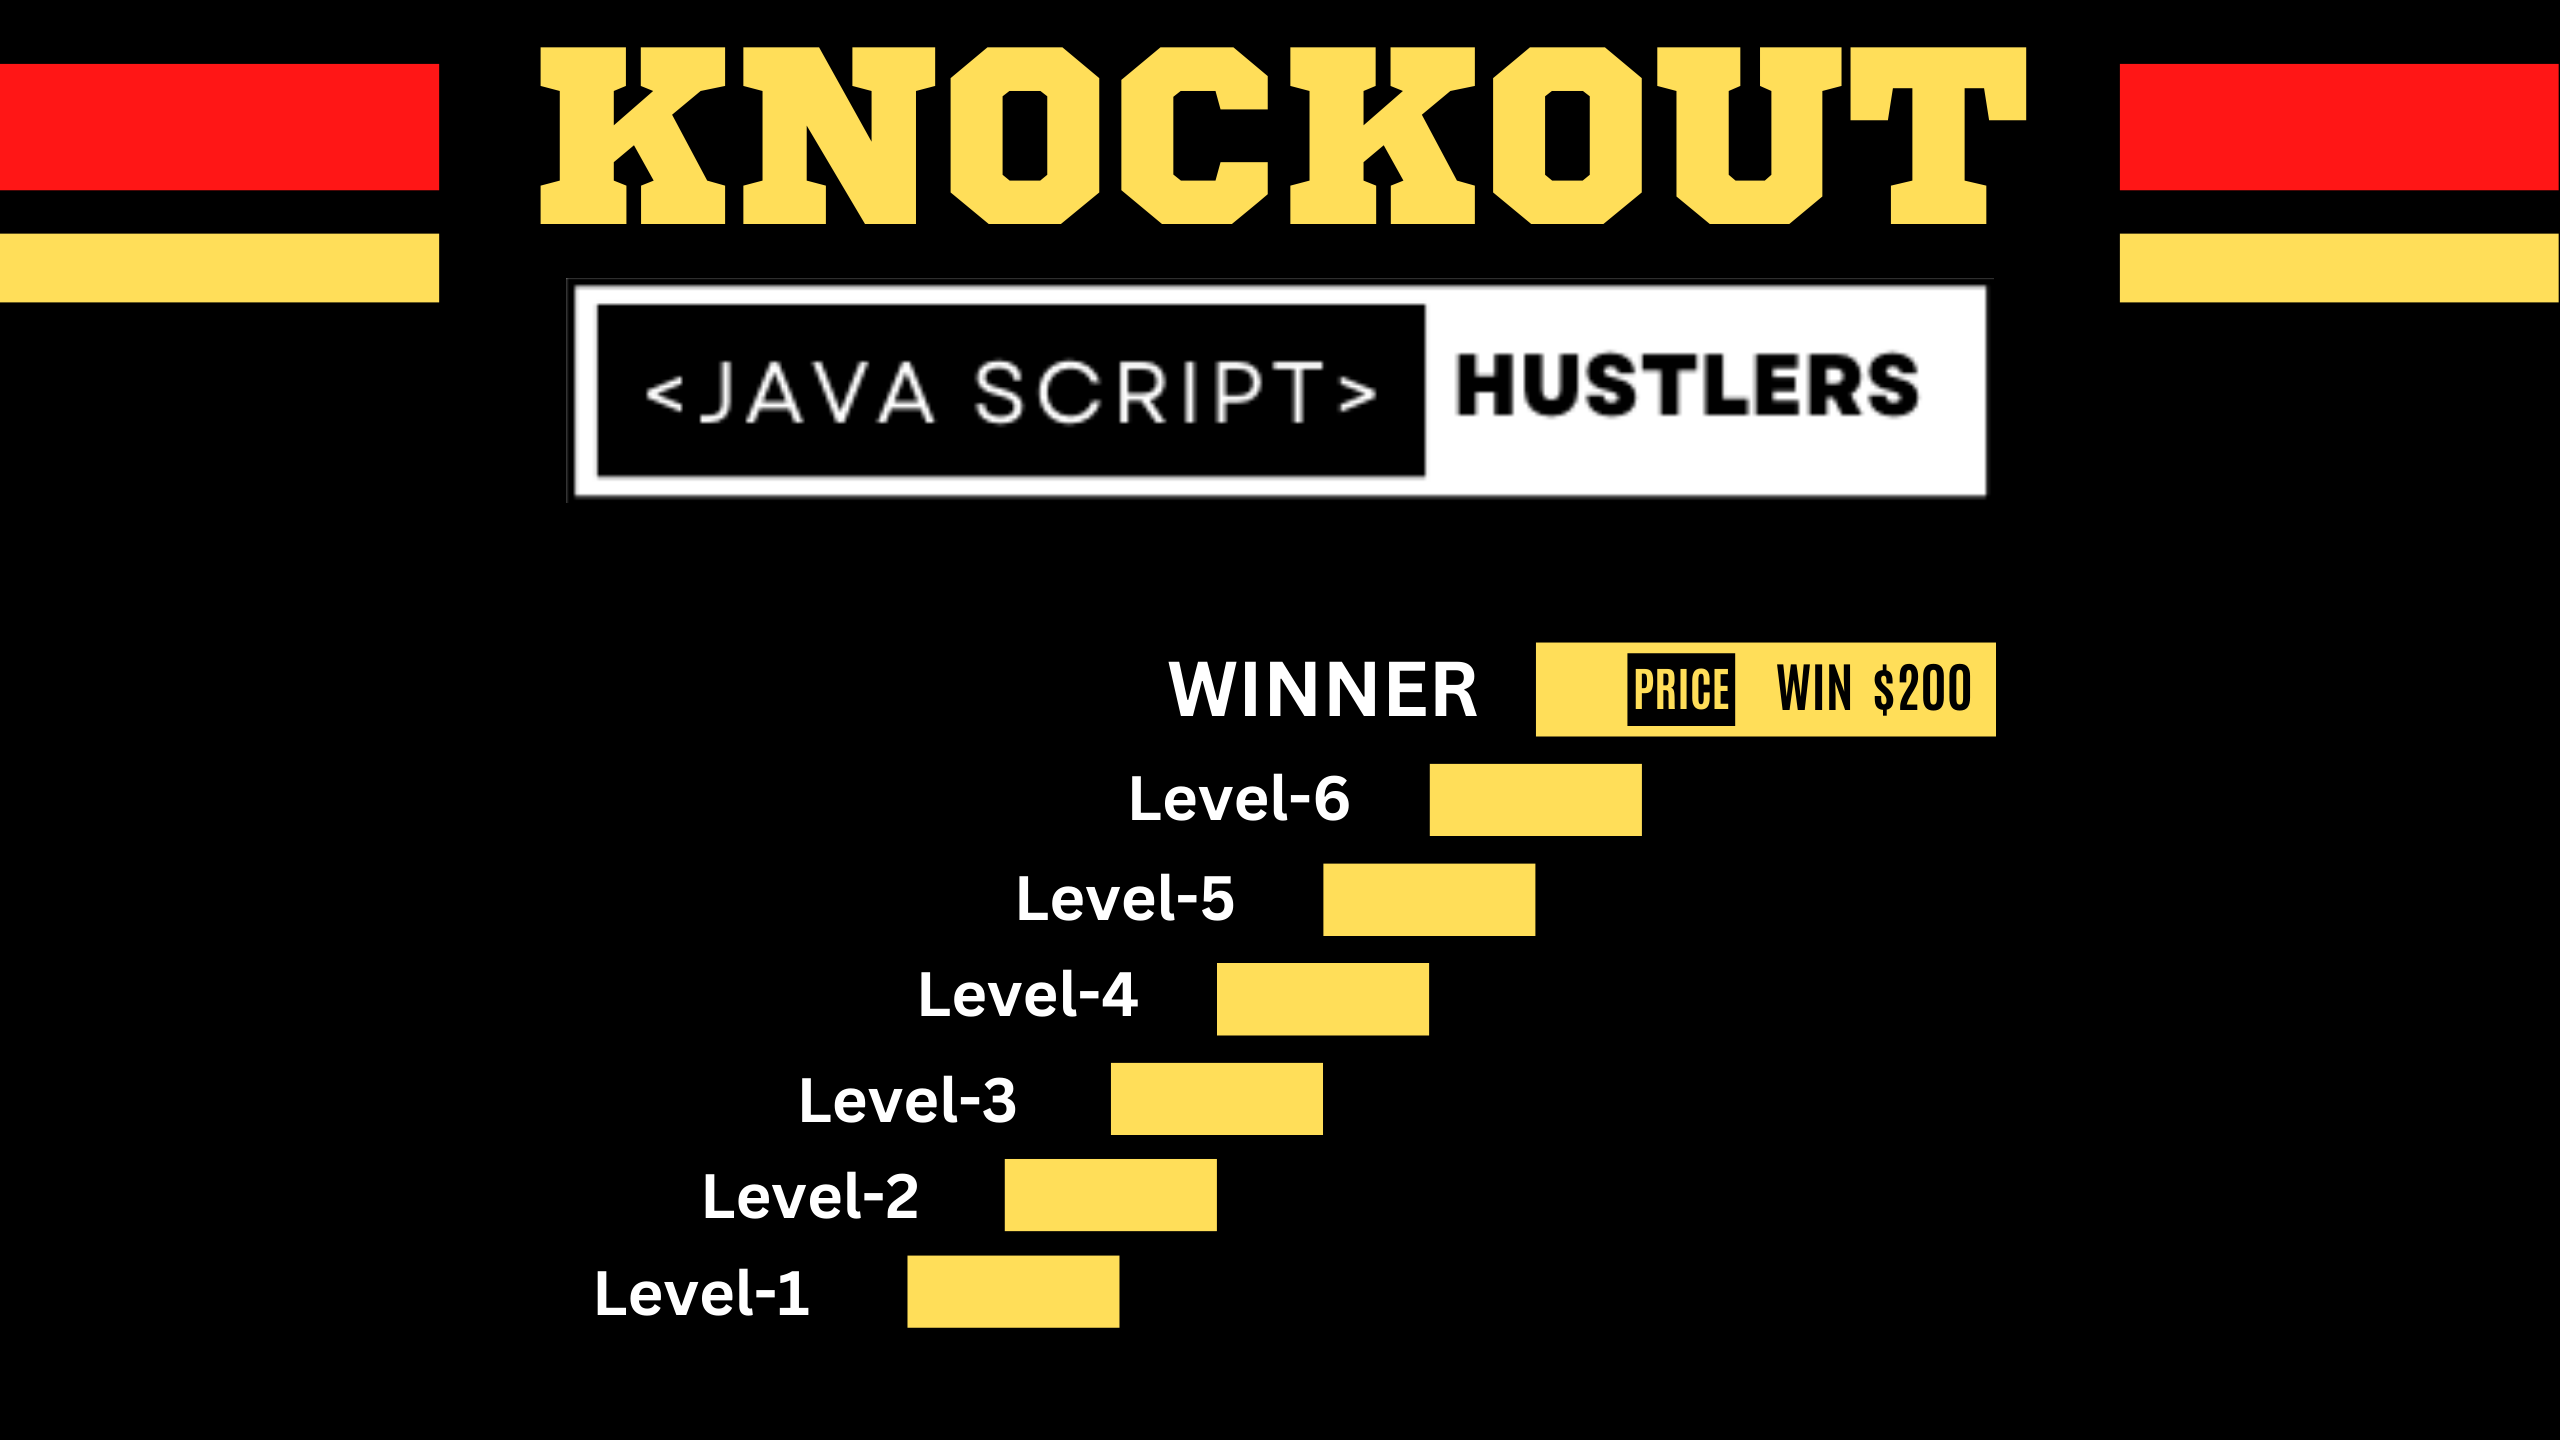 KNOCKOUT
<JAVA SCRIPT> HUSTLERS
WINNER PRICE WIN $200
Level-6
Level-5
Level-4
Level-3
Level-2
Level-1